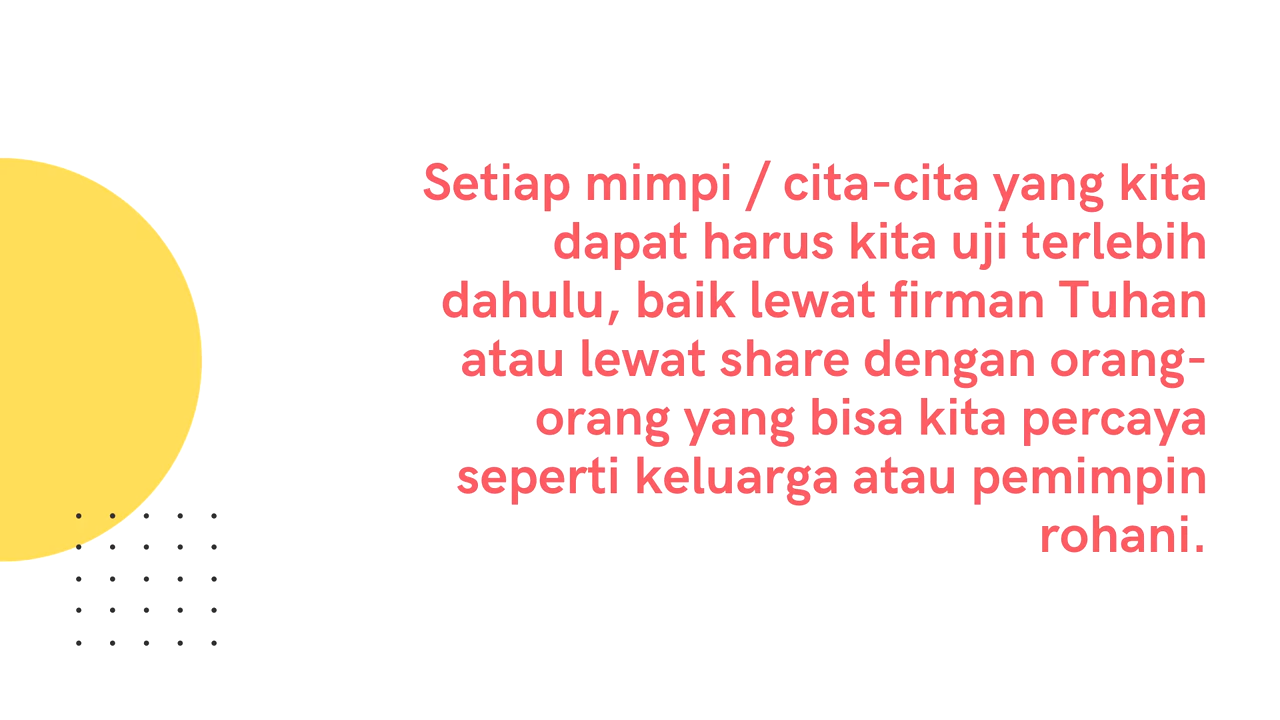 Setiap mimpi / cita-cita yang kita
dapat harus kita uji terlebih
dahulu, baik lewat firman Tuhan
atau lewat share dengan orang-
orang yang bisa kita percaya
seperti keluarga atau pemimpin
rohani.